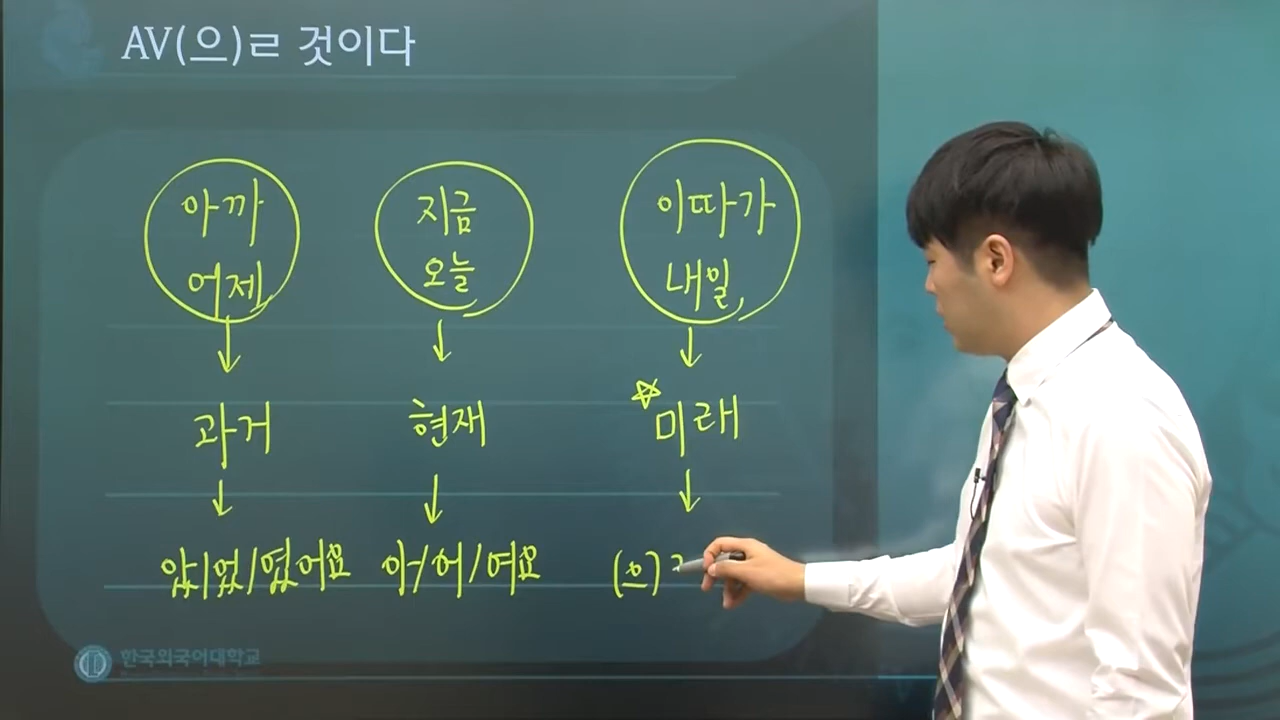 AV(으)ㄹ 것이다
아까 지금 이따가
어제 오늘 내일
과거 현재 ☆미래
았/었/였어요 아/어/여요 (으)
한국외국어대학교